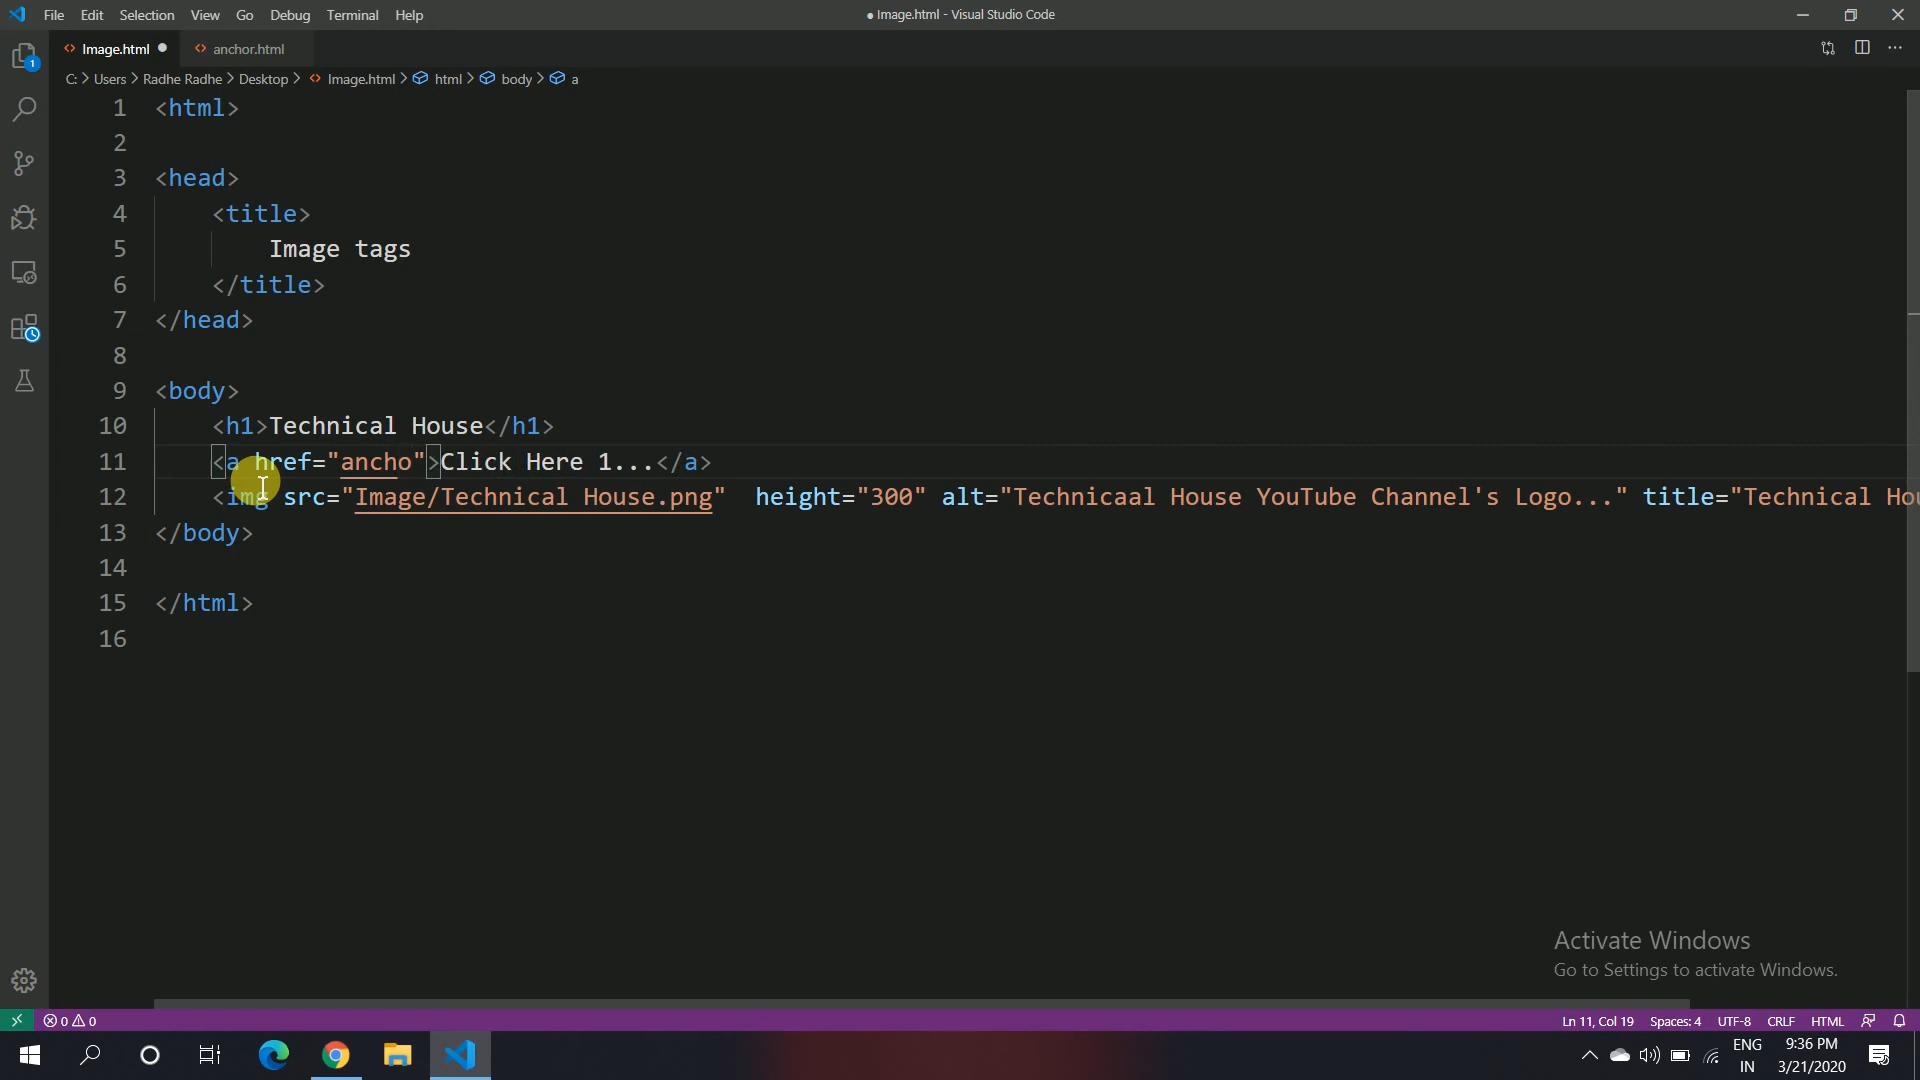 File Edit Selection View Go Debug Terminal Help
● Image.html - Visual Studio Code
Image.html
anchor.html
C: > Users > Radhe Radhe > Desktop > Image.html > html > body > a
1 <html>
2
3 <head>
4 <title>
5 Image tags
6 </title>
7 </head>
8
9 <body>
10 <h1>Technical House</h1>
11 <a href="ancho">Click Here 1...</a>
12 <img src="Image/Technical House.png" height="300" alt="Technicaal House YouTube Channel's Logo..." title="Technical
13 </body>
14
15 </html>
16
1
Activate Windows
Go to Settings to activate Windows.
0 0
Ln 11, Col 19 Spaces: 4 UTF-8 CRLF HTML
ENG
IN
9:36 PM
3/21/2020